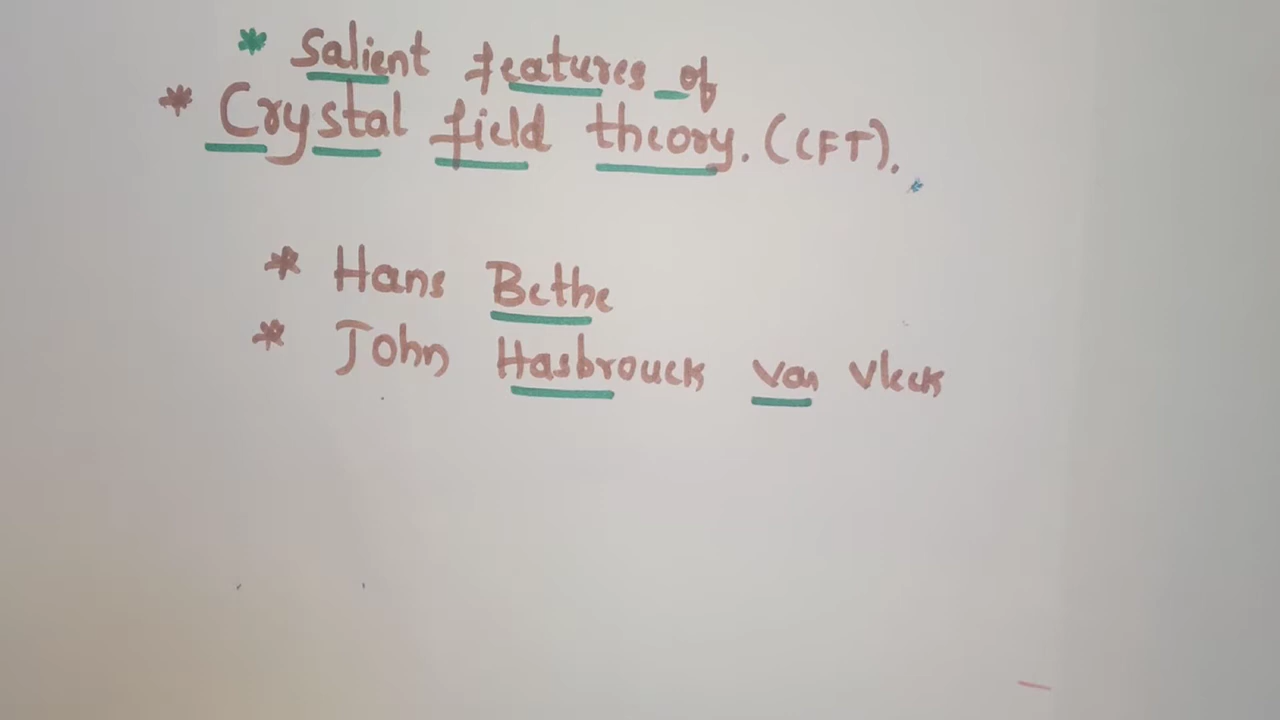 * Salient features of
* Crystal field theory. (CFT).
* Hans Bethe
* John Hasbrouck van vleck